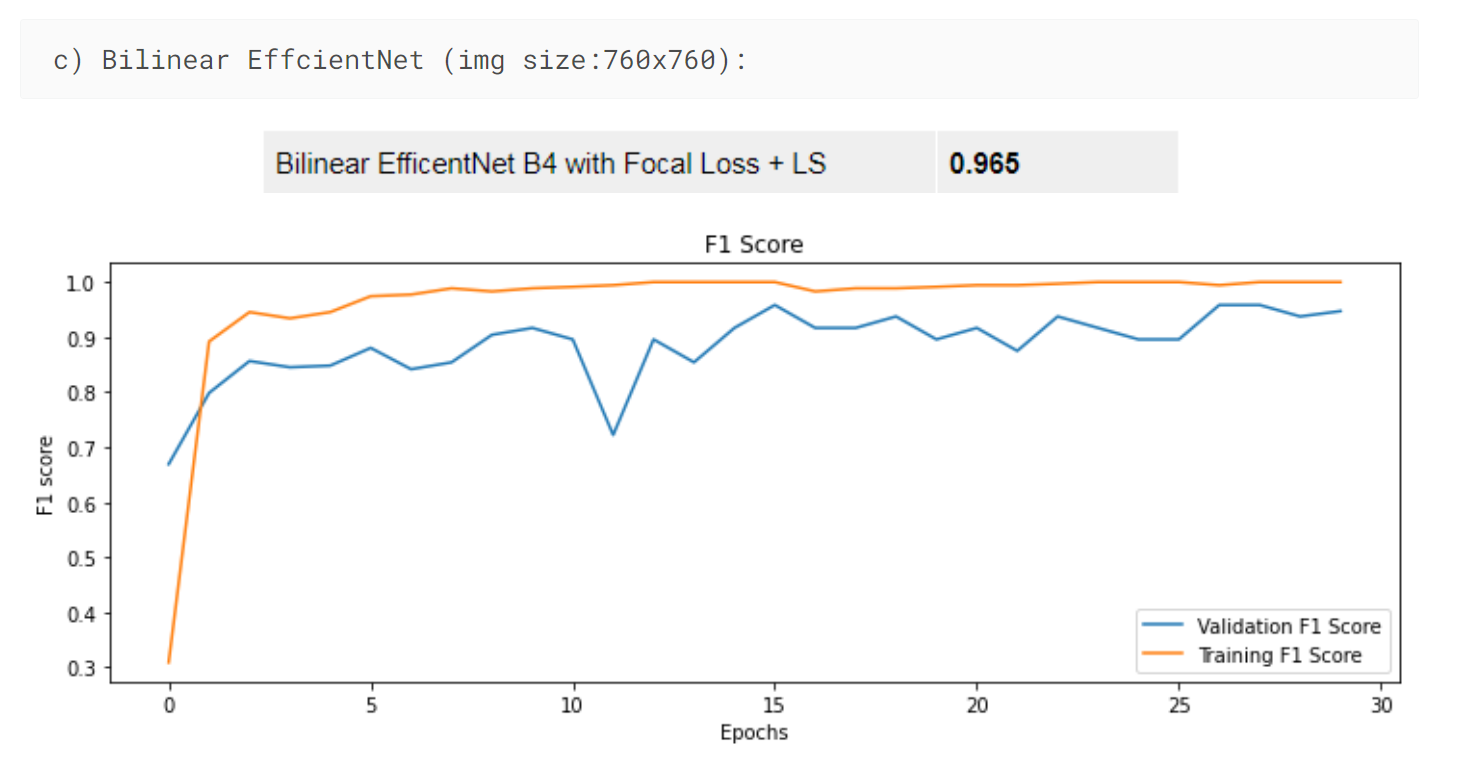 c) Bilinear EffcientNet (img size:760x760):
Bilinear EfficentNet B4 with Focal Loss + LS 0.965
F1 Score
1.0
0.9
0.8
0.7
0.6
0.5
0.4
0.3
F1 score
0 5 10 15 20 25 30
Epochs
Validation F1 Score
Training F1 Score